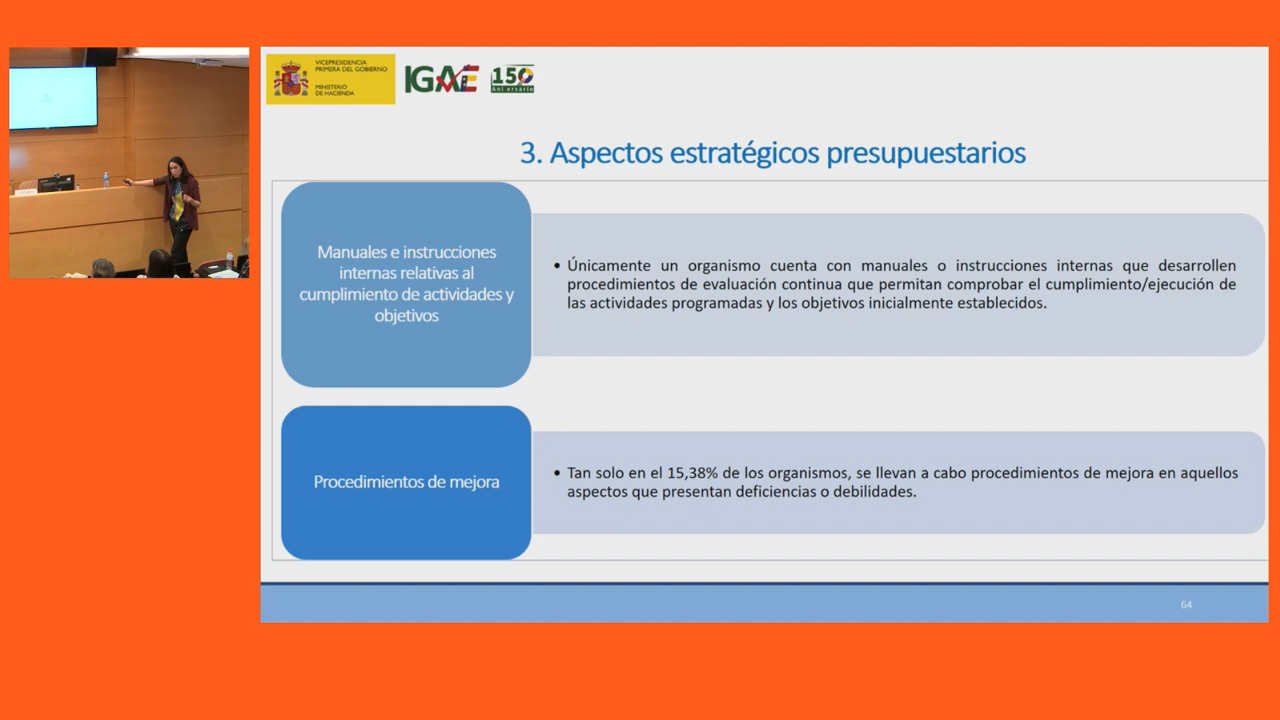 VICEPRESIDENCIA
PRIMERA DEL GOBIERNO
MINISTERIO
DE HACIENDA
IGAE
150
Aniversario
3. Aspectos estratégicos presupuestarios
Manuales e instrucciones
internas relativas al
cumplimiento de actividades y
objetivos
• Únicamente un organismo cuenta con manuales o instrucciones internas que desarrollen
procedimientos de evaluación continua que permitan comprobar el cumplimiento/ejecución de
las actividades programadas y los objetivos inicialmente establecidos.
Procedimientos de mejora
• Tan solo en el 15,38% de los organismos, se llevan a cabo procedimientos de mejora en aquellos
aspectos que presentan deficiencias o debilidades.
64